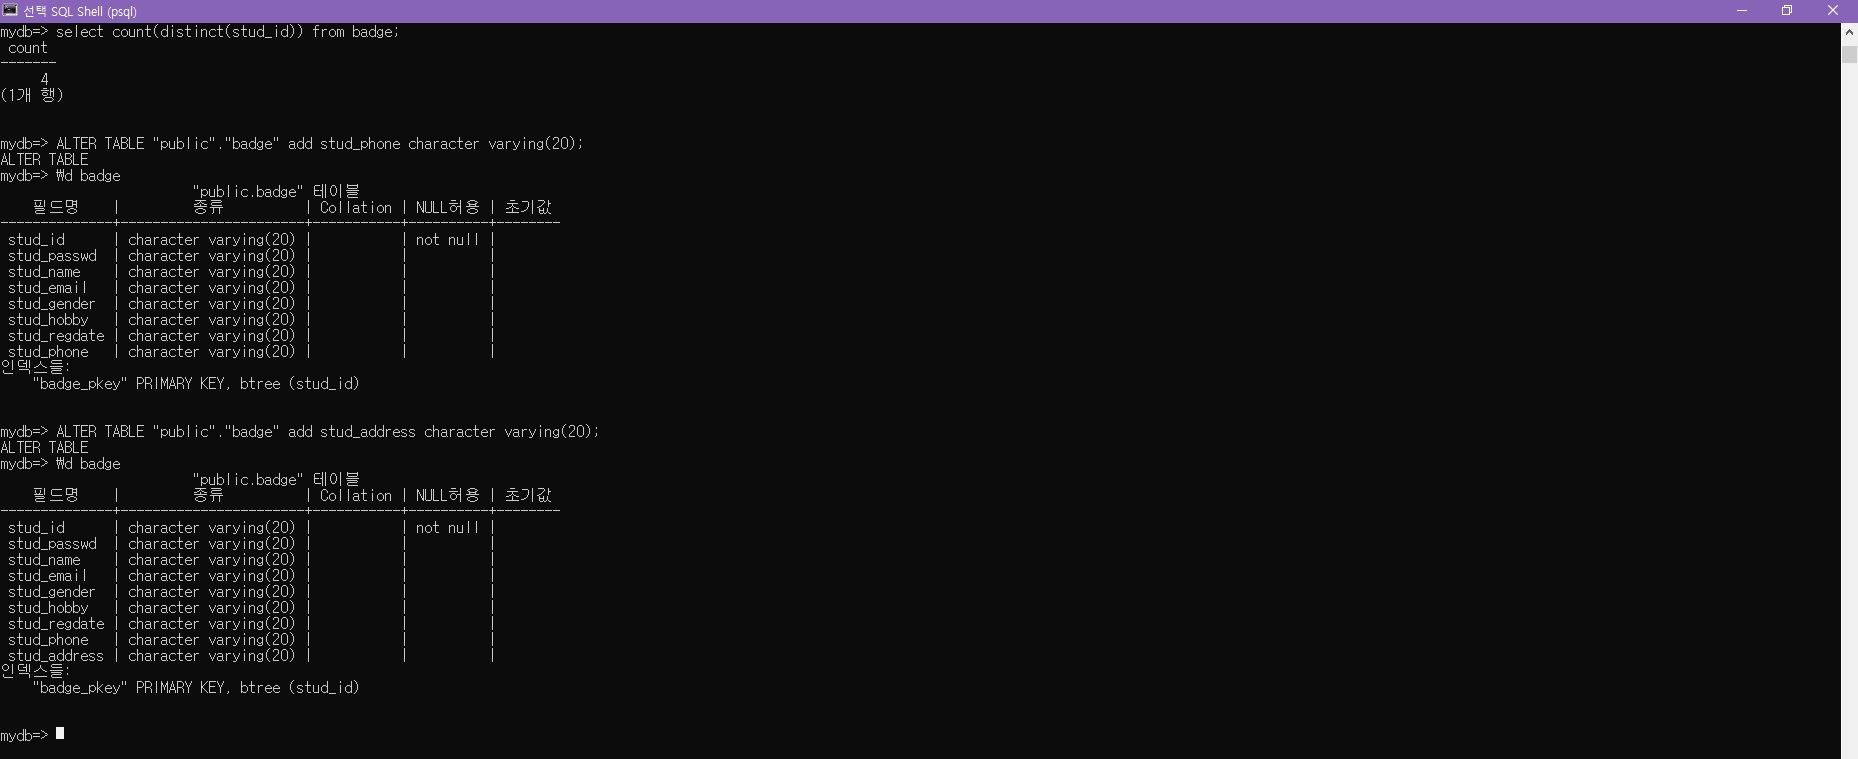 선택 SQL Shell (psql)
mydb=> select count(distinct(stud_id)) from badge;
 count
-------
     4
(1개 행)
mydb=> ALTER TABLE "public"."badge" add stud_phone character varying(20);
ALTER TABLE
mydb=> ₩d badge
                        "public.badge" 테이블
    필드명    |         종류          | Collation | NULL허용 | 초기값
--------------+-----------------------+-----------+----------+--------
 stud_id      | character varying(20) |           | not null |
 stud_passwd  | character varying(20) |           |          |
 stud_name    | character varying(20) |           |          |
 stud_email   | character varying(20) |           |          |
 stud_gender  | character varying(20) |           |          |
 stud_hobby   | character varying(20) |           |          |
 stud_regdate | character varying(20) |           |          |
 stud_phone   | character varying(20) |           |          |
인덱스들:
    "badge_pkey" PRIMARY KEY, btree (stud_id)
mydb=> ALTER TABLE "public"."badge" add stud_address character varying(20);
ALTER TABLE
mydb=> ₩d badge
                        "public.badge" 테이블
    필드명    |         종류          | Collation | NULL허용 | 초기값
--------------+-----------------------+-----------+----------+--------
 stud_id      | character varying(20) |           | not null |
 stud_passwd  | character varying(20) |           |          |
 stud_name    | character varying(20) |           |          |
 stud_email   | character varying(20) |           |          |
 stud_gender  | character varying(20) |           |          |
 stud_hobby   | character varying(20) |           |          |
 stud_regdate | character varying(20) |           |          |
 stud_phone   | character varying(20) |           |          |
 stud_address | character varying(20) |           |          |
인덱스들:
    "badge_pkey" PRIMARY KEY, btree (stud_id)
mydb=>